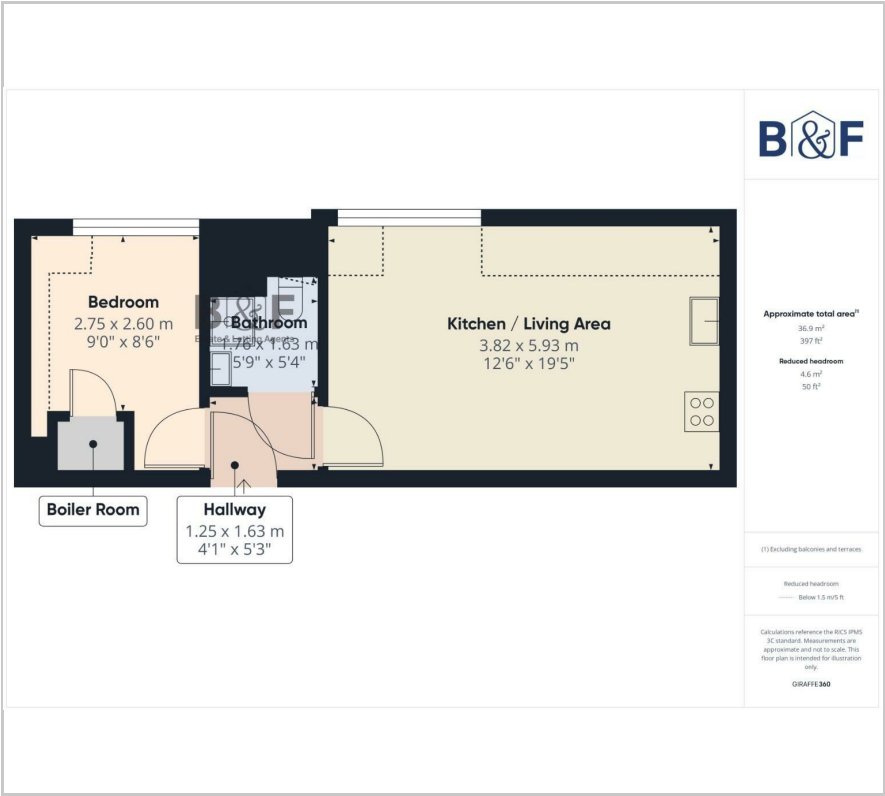 Bedroom
2.75 x 2.60 m
9'0" x 8'6"
B&F
Estate & Letting Agents
Bathroom
1.76 x 1.63 m
5'9" x 5'4"
Kitchen / Living Area
3.82 x 5.93 m
12'6" x 19'5"
Boiler Room
Hallway
1.25 x 1.63 m
4'1" x 5'3"
B&F
Approximate total area(1)
36.9 m²
397 ft²
Reduced headroom
4.6 m²
50 ft²
(1) Excluding balconies and terraces
Reduced headroom
Below 1.5 m/5 ft
Calculations reference the RICS IPMS
3C standard. Measurements are
approximate and not to scale. This
floor plan is intended for illustration
only.
GIRAFFE360